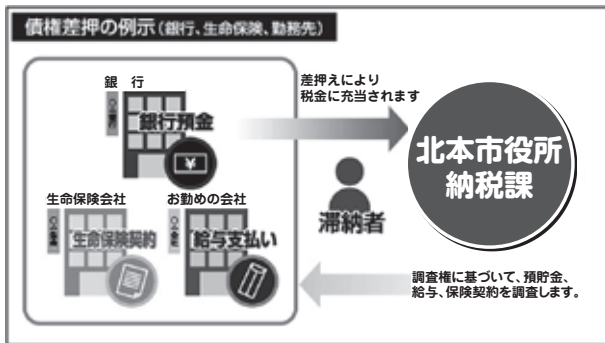 債権差押の例示（銀行、生命保険、勤務先）
銀 行
銀行預金
¥
差押えにより
税金に充当されます
北本市役所
納税課
生命保険会社
生命保険契約
お勤めの会社
給与支払い
滞納者
調査権に基づいて、預貯金、
給与、保険契約を調査します。